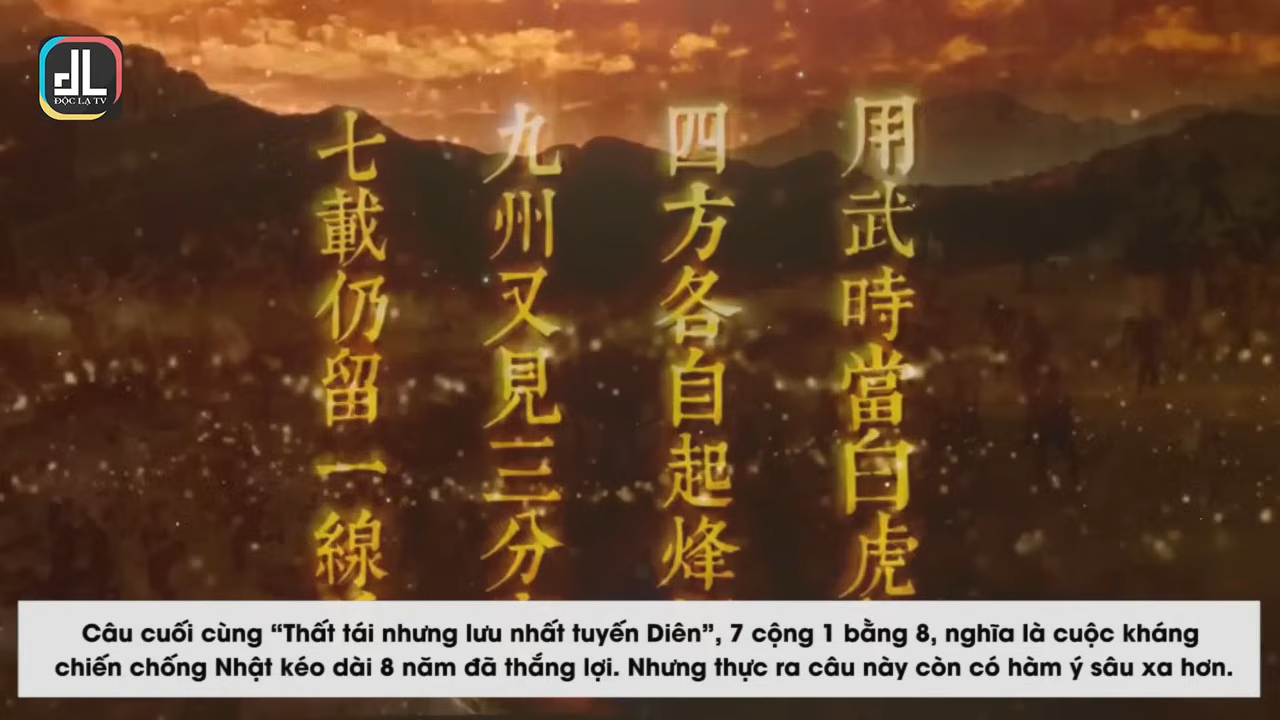 ĐỘC LẠ TV
用武時當白虎
四方各自起烽
九州又見三分
七載仍留一線
Câu cuối cùng “Thất tái nhưng lưu nhất tuyến Diên”, 7 cộng 1 bằng 8, nghĩa là cuộc kháng
chiến chống Nhật kéo dài 8 năm đã thắng lợi. Nhưng thực ra câu này còn có hàm ý sâu xa hơn.